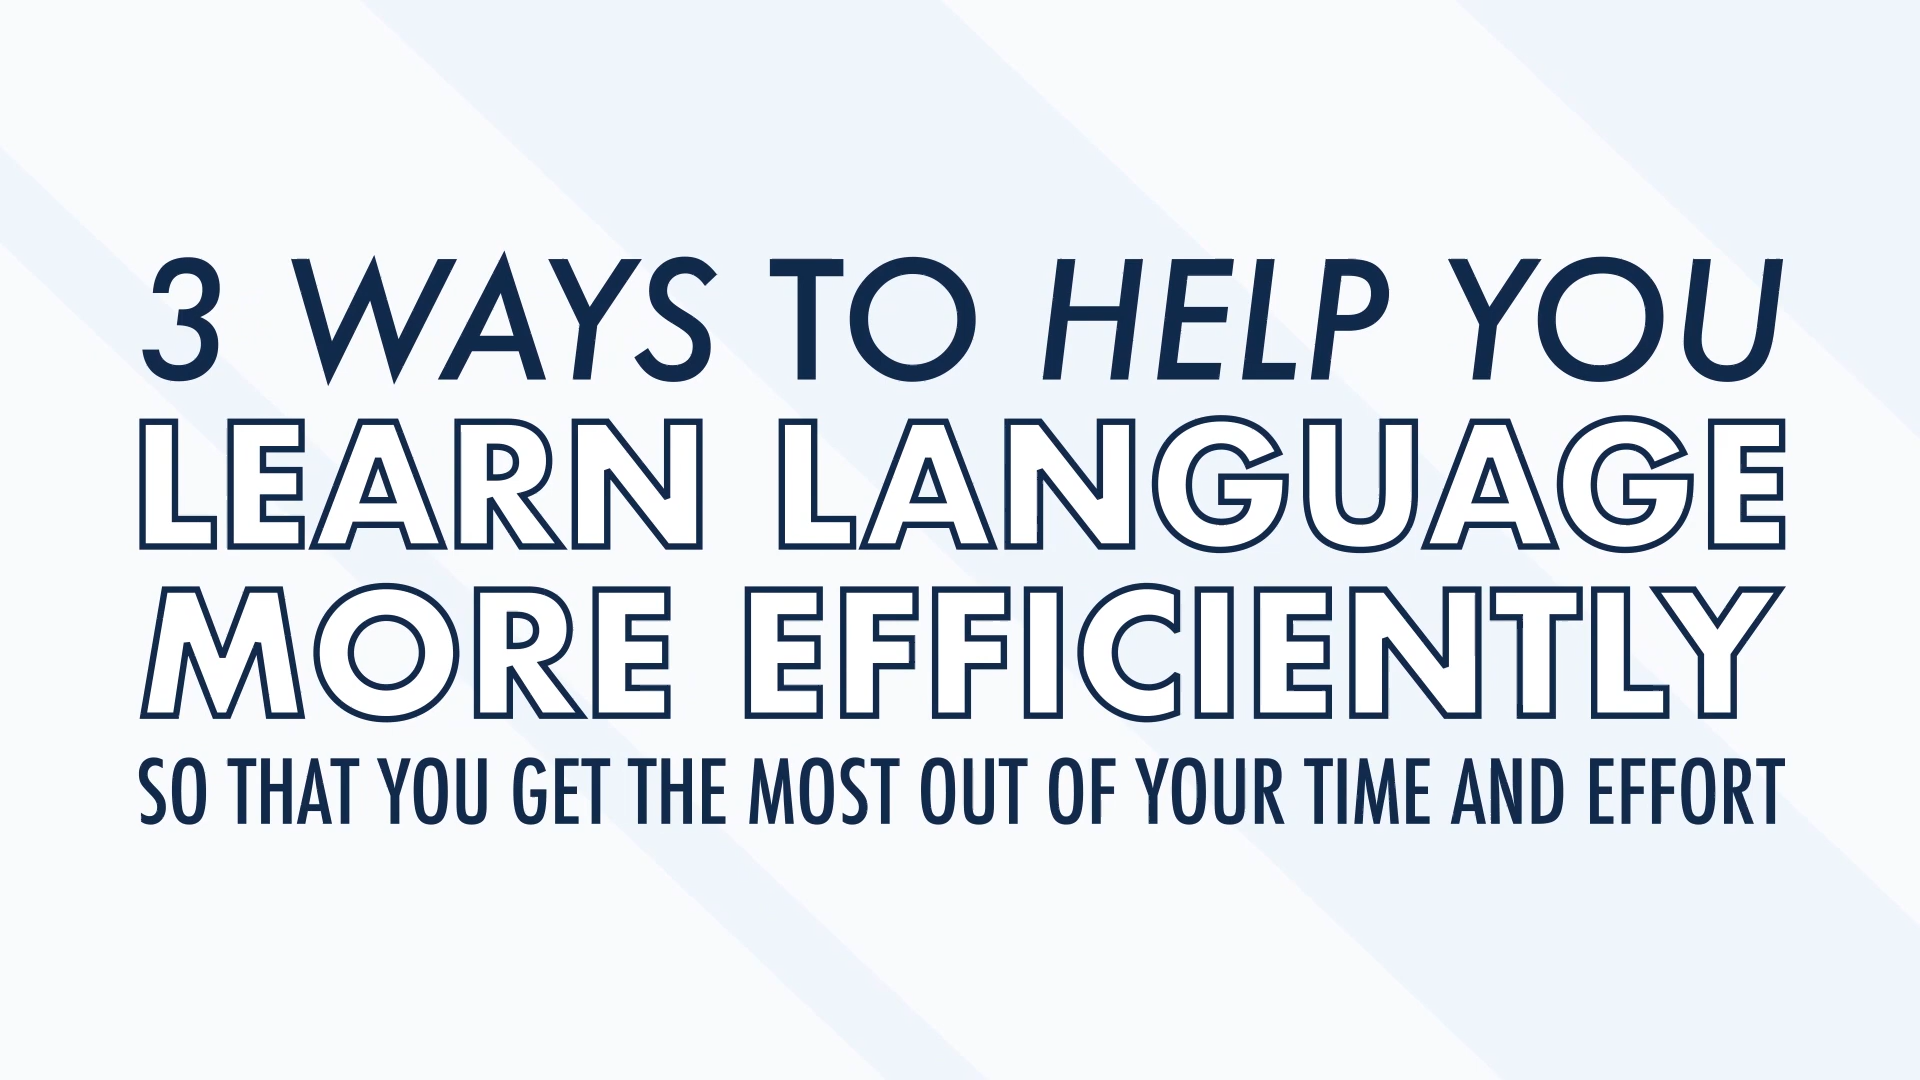 3 WAYS TO HELP YOU
LEARN LANGUAGE
MORE EFFICIENTLY
SO THAT YOU GET THE MOST OUT OF YOUR TIME AND EFFORT